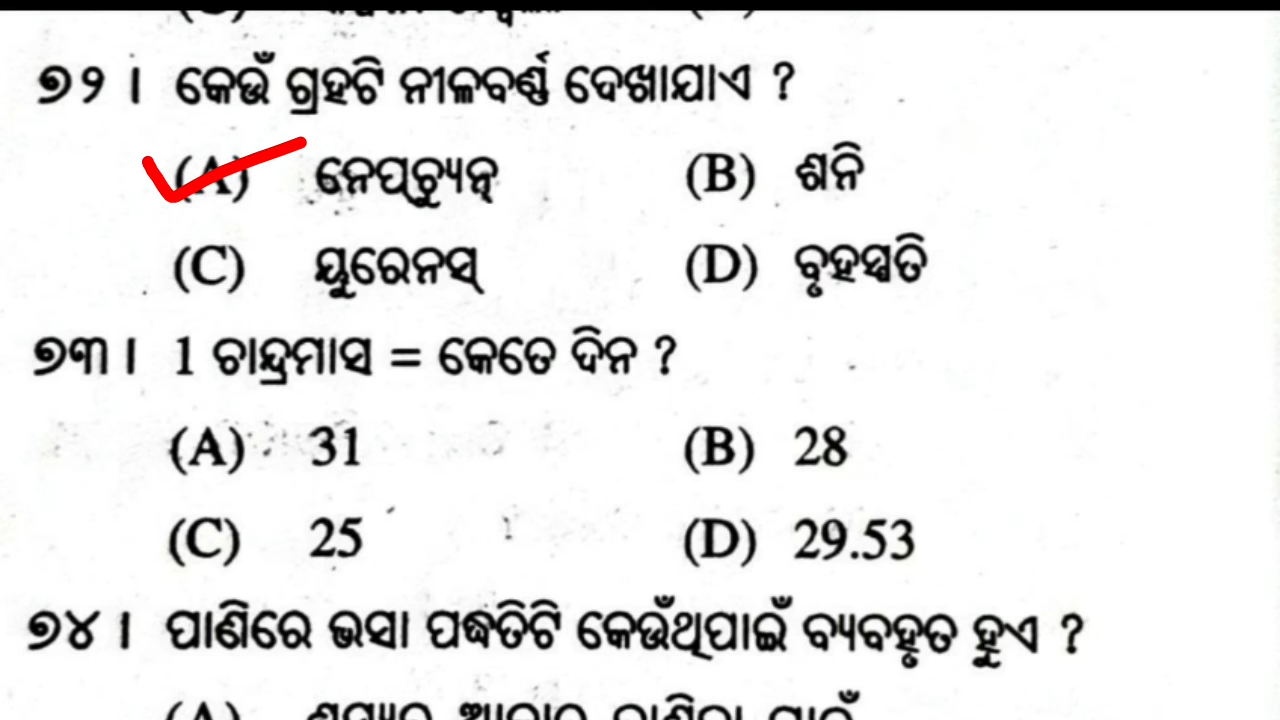 ୭୨ । କେଉଁ ଗ୍ରହଟି ନୀଳବର୍ଣ୍ଣ ଦେଖାଯାଏ ?
(A) ନେପ୍‌ଚ୍ୟୁନ୍ (B) ଶନି
(C) ୟୁରେନସ୍ (D) ବୃହସ୍ପତି
୭୩ । 1 ଚାନ୍ଦ୍ରମାସ = କେତେ ଦିନ ?
(A) 31 (B) 28
(C) 25 (D) 29.53
୭୪ । ପାଣିରେ ଭସା ପଦ୍ଧତିଟି କେଉଁଥିପାଇଁ ବ୍ୟବହୃତ ହୁଏ ?
(A)